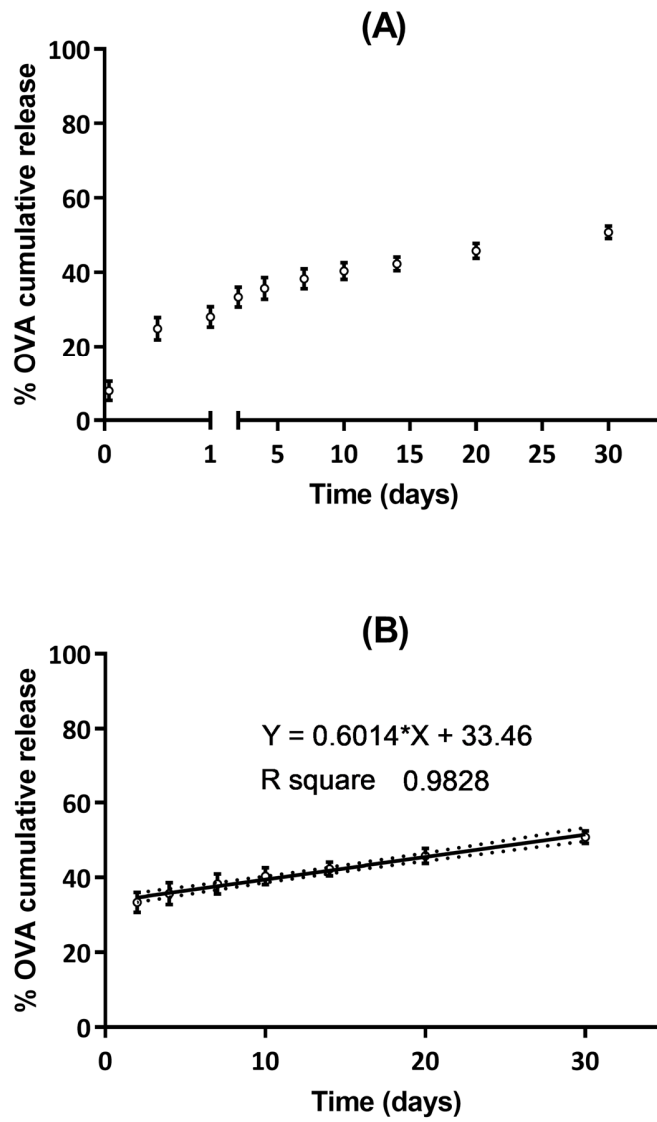 (A)
% OVA cumulative release
100
80
60
40
20
0
0 1 5 10 15 20 25 30
Time (days)
(B)
% OVA cumulative release
100
80
60
40
20
0
Y = 0.6014*X + 33.46
R square 0.9828
0 10 20 30
Time (days)